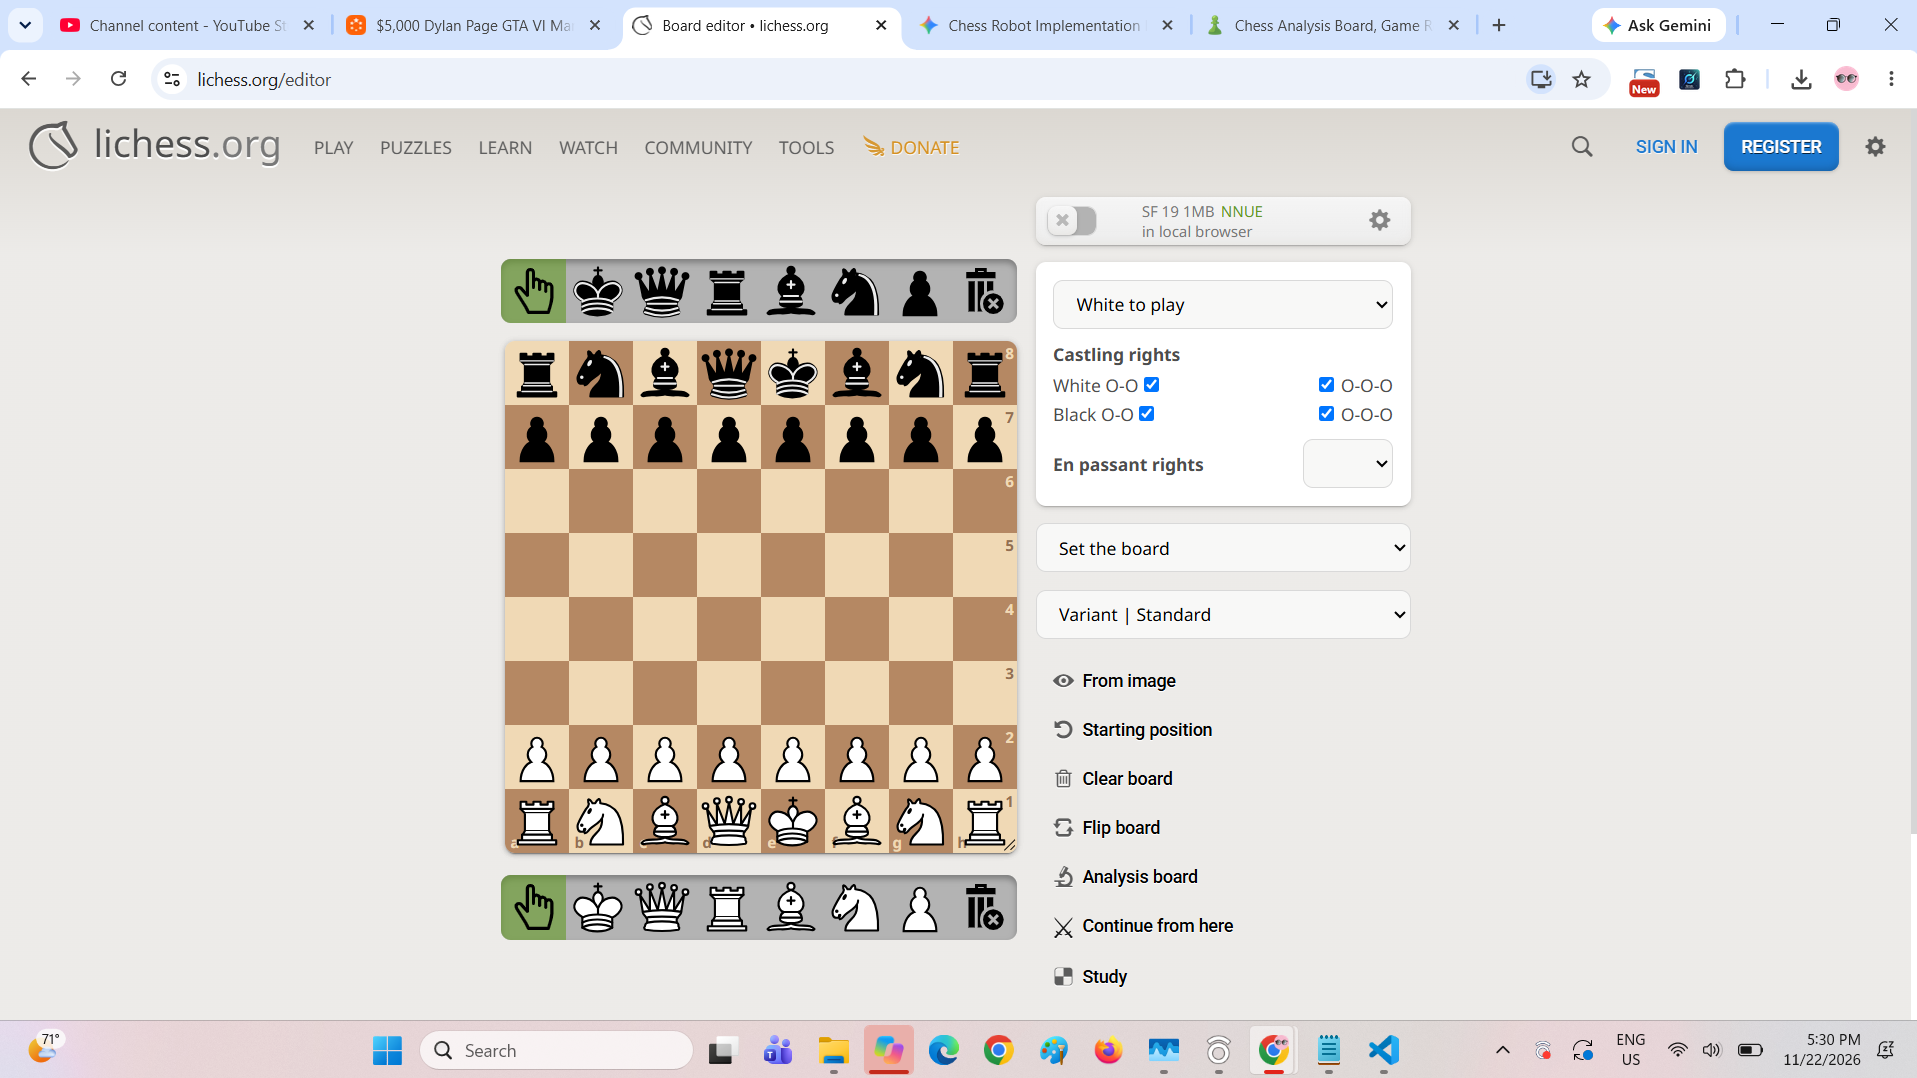 Channel content - YouTube St
$5,000 Dylan Page GTA VI Ma
Board editor • lichess.org
Chess Robot Implementation
Chess Analysis Board, Game R
Ask Gemini
lichess.org/editor
New
lichess.org
PLAY
PUZZLES
LEARN
WATCH
COMMUNITY
TOOLS
DONATE
SIGN IN
REGISTER
SF 19 1MB NNUE
in local browser
White to play
Castling rights
White O-O
O-O-O
Black O-O
O-O-O
En passant rights
Set the board
Variant | Standard
From image
Starting position
Clear board
Flip board
Analysis board
Continue from here
Study
8
7
6
5
4
3
2
1
a
b
d
e
g
h
71°
Search
ENG
US
5:30 PM
11/22/2026